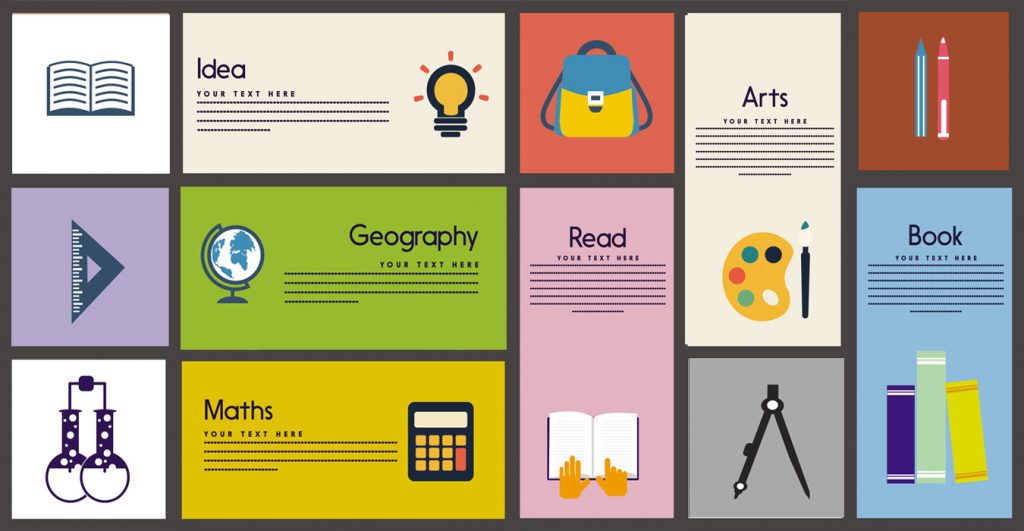 Idea
YOUR TEXT HERE
Arts
YOUR TEXT HERE
Geography
YOUR TEXT HERE
Read
YOUR TEXT HERE
Book
YOUR TEXT HERE
Maths
YOUR TEXT HERE